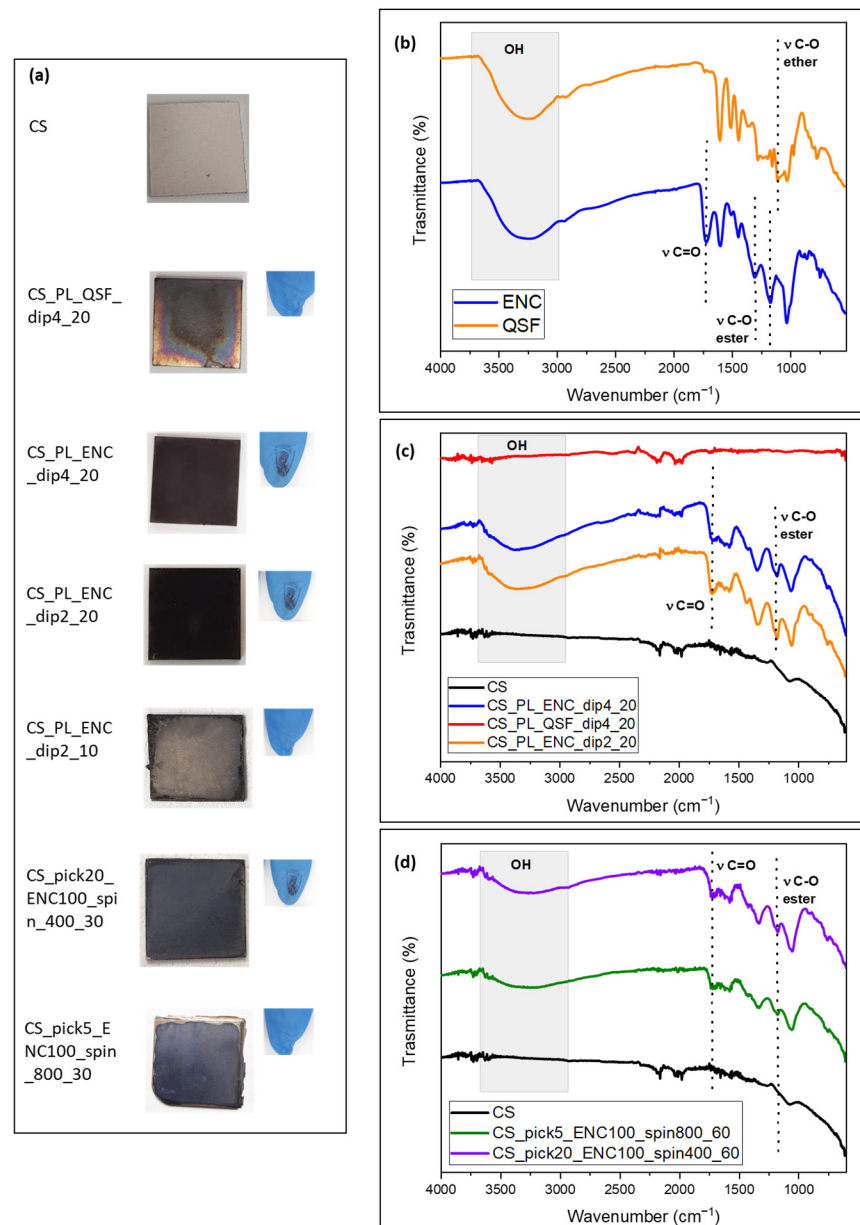 (a)
CS
CS_PL_QSF_
dip4_20
CS_PL_ENC
_dip4_20
CS_PL_ENC
_dip2_20
CS_PL_ENC
_dip2_10
CS_pick20_
ENC100_spi
n_400_30
CS_pick5_E
NC100_spin
_800_30
(b)
OH
ν C-O
ether
ν C=O
ν C-O
ester
ENC
QSF
Trasmittance (%)
4000 3500 3000 2500 2000 1500 1000
Wavenumber (cm⁻¹)
(c)
OH
ν C-O
ester
ν C=O
CS
CS_PL_ENC_dip4_20
CS_PL_QSF_dip4_20
CS_PL_ENC_dip2_20
Trasmittance (%)
4000 3500 3000 2500 2000 1500 1000
Wavenumber (cm⁻¹)
(d)
OH
ν C=O
ν C-O
ester
CS
CS_pick5_ENC100_spin800_60
CS_pick20_ENC100_spin400_60
Trasmittance (%)
4000 3500 3000 2500 2000 1500 1000
Wavenumber (cm⁻¹)